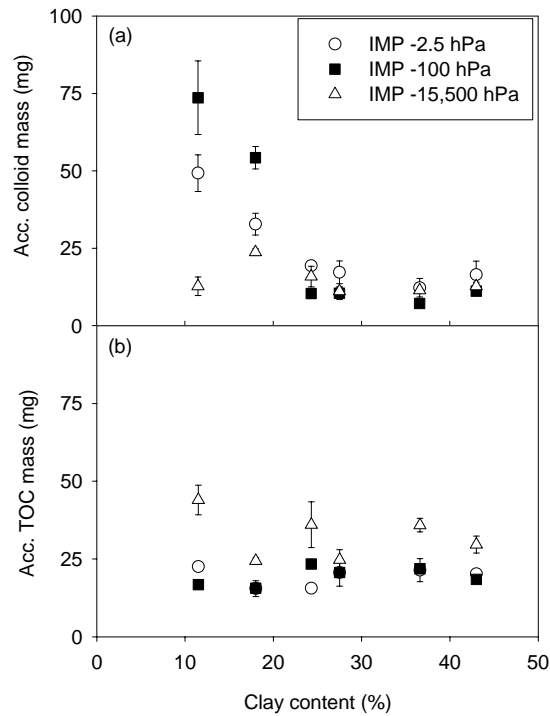 (a)
IMP -2.5 hPa
IMP -100 hPa
IMP -15,500 hPa
Acc. colloid mass (mg)
100
75
50
25
0
(b)
Acc. TOC mass (mg)
75
50
25
0
0 10 20 30 40 50
Clay content (%)